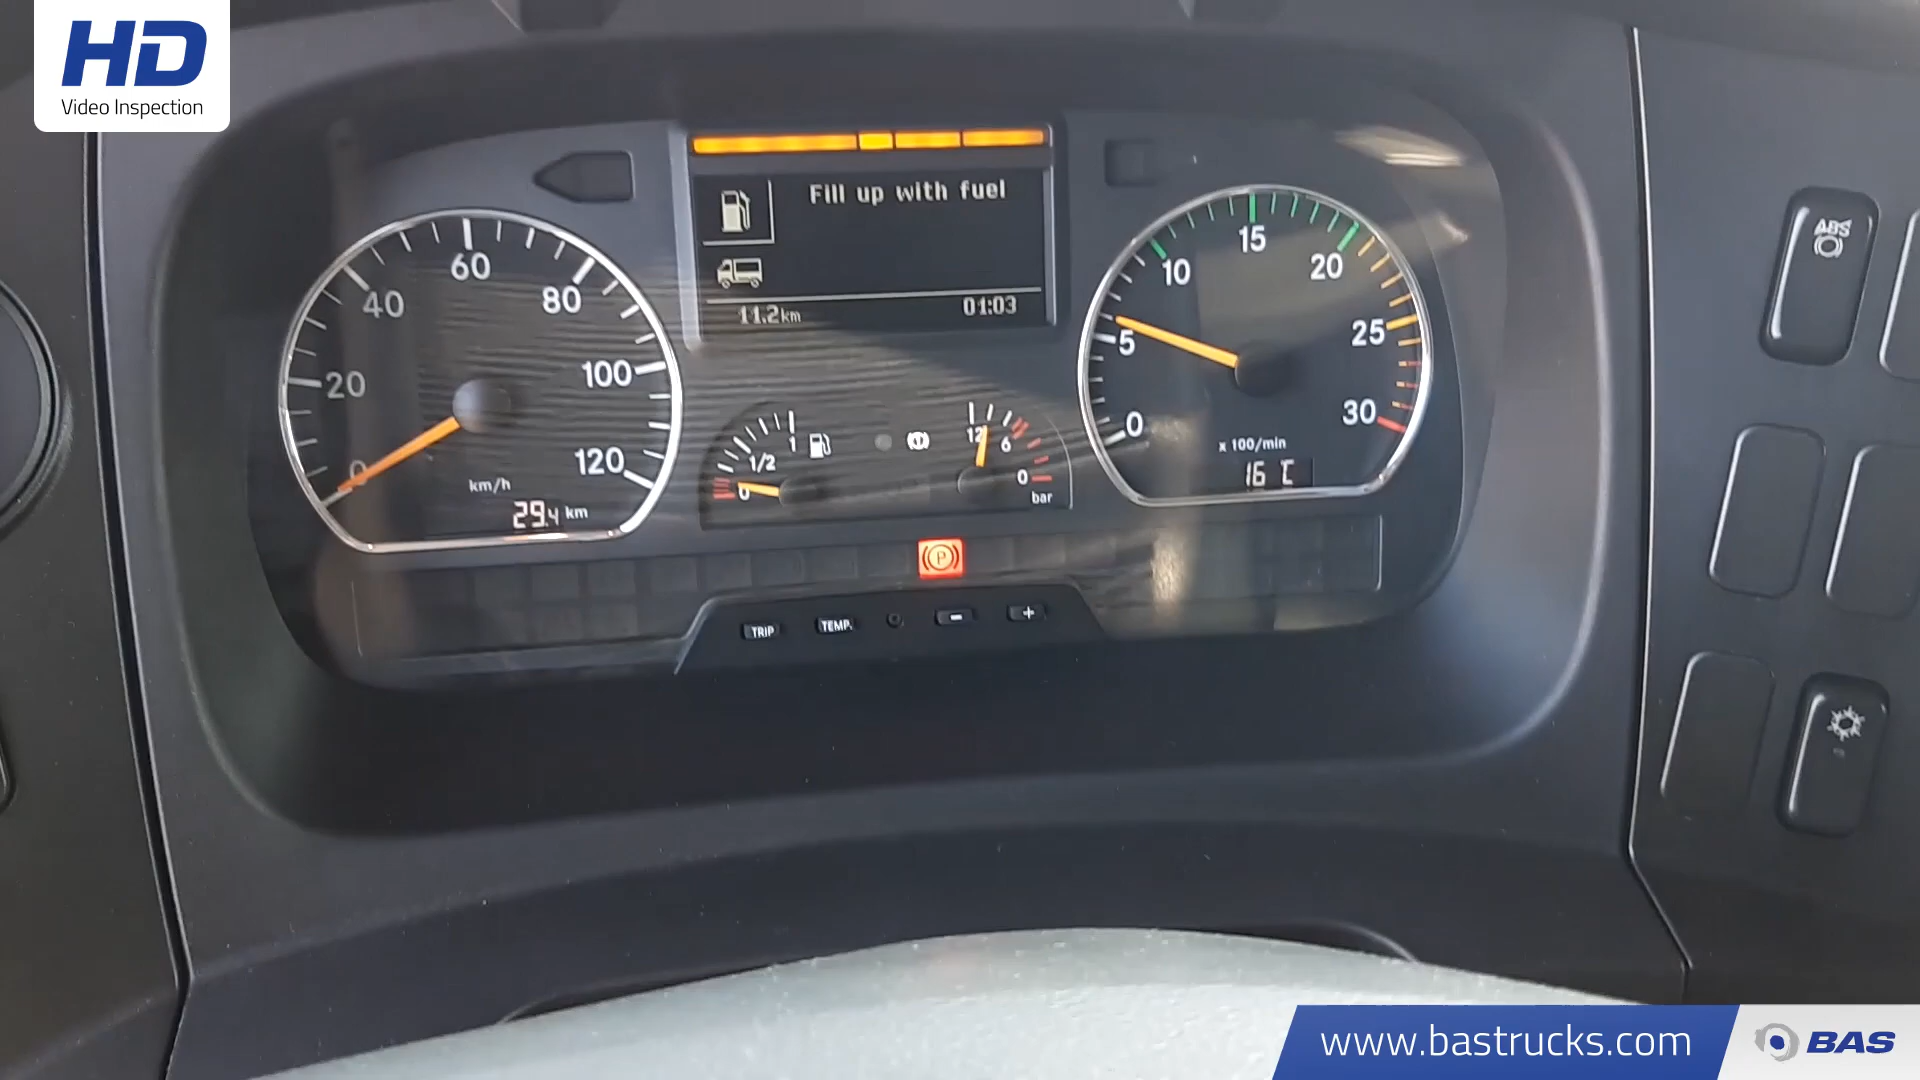 HD
Video Inspection
Fill up with fuel
11.2km 01:03
0 20 40 60 80 100 120
km/h
29.4 km
0 1/2 1
12 6 0
bar
0 5 10 15 20 25 30
x 100/min
16 °C
P
TRIP TEMP. - +
ABS
www.bastrucks.com
BAS